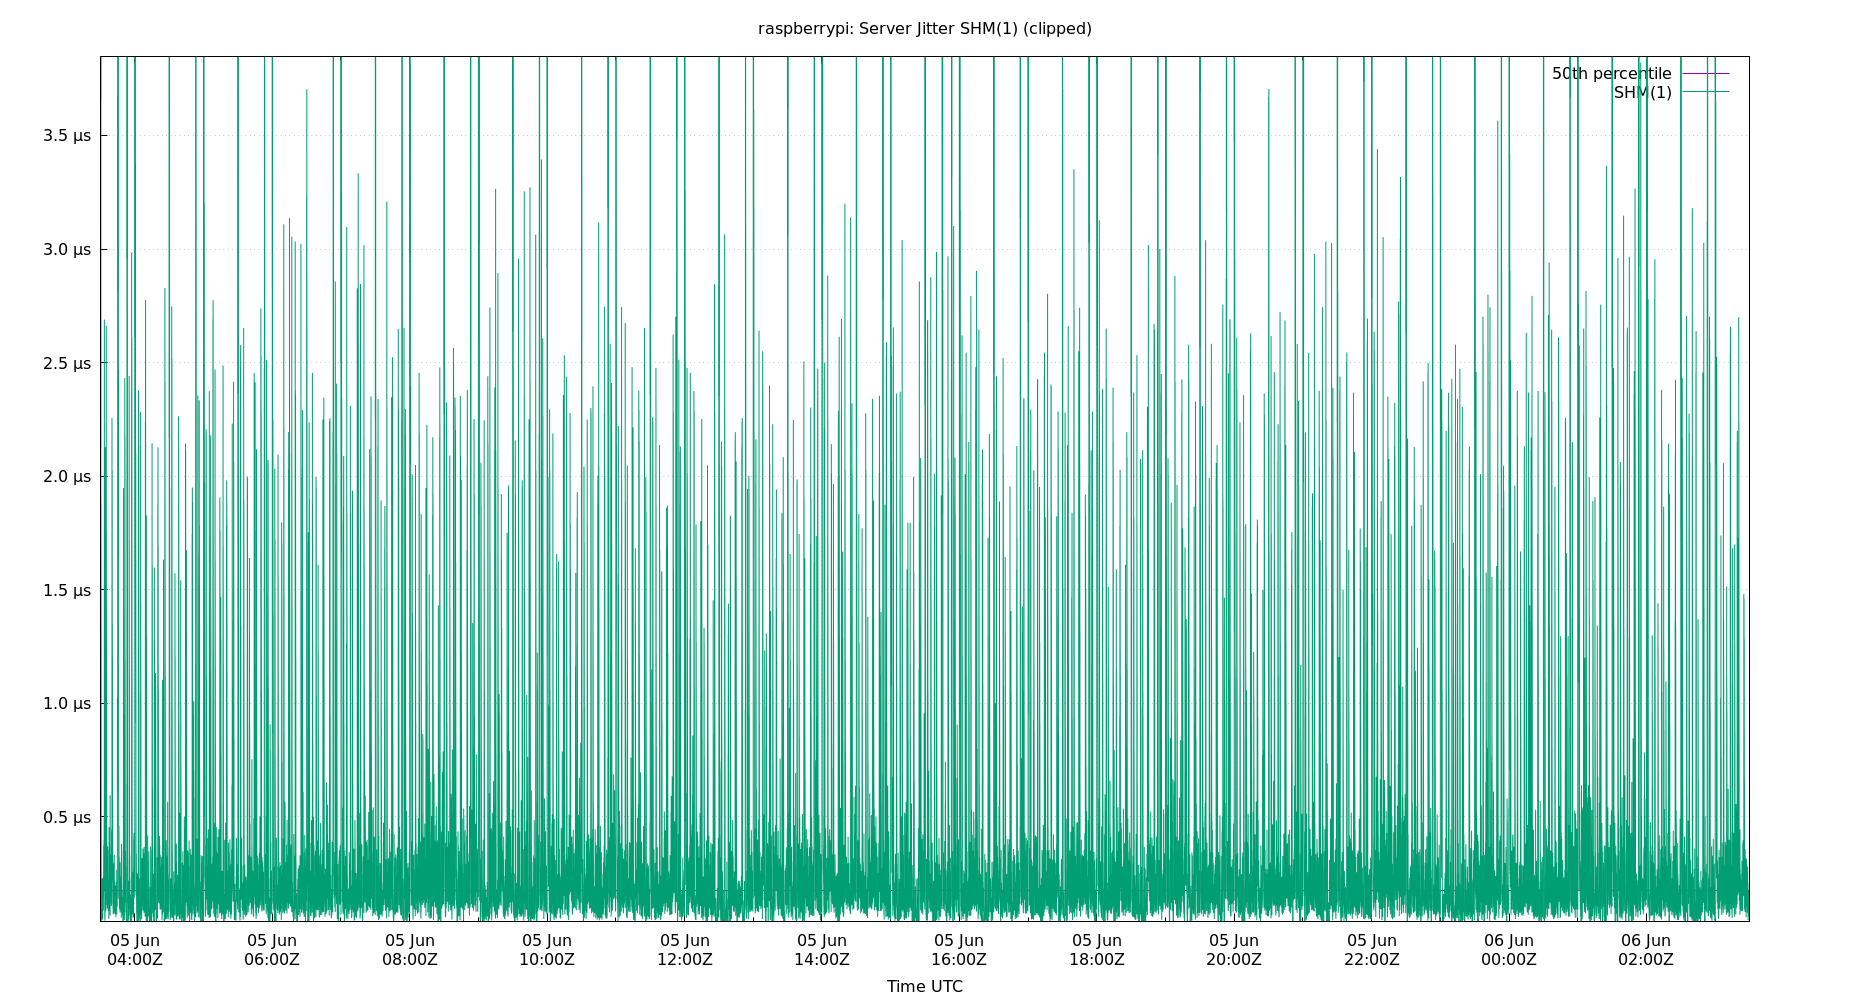 raspberrypi: Server Jitter SHM(1) (clipped)
50th percentile
SHM(1)
3.5 μs
3.0 μs
2.5 μs
2.0 μs
1.5 μs
1.0 μs
0.5 μs
05 Jun 05 Jun 05 Jun 05 Jun 05 Jun 05 Jun 05 Jun 05 Jun 05 Jun 05 Jun 06 Jun 06 Jun
04:00Z 06:00Z 08:00Z 10:00Z 12:00Z 14:00Z 16:00Z 18:00Z 20:00Z 22:00Z 00:00Z 02:00Z
Time UTC